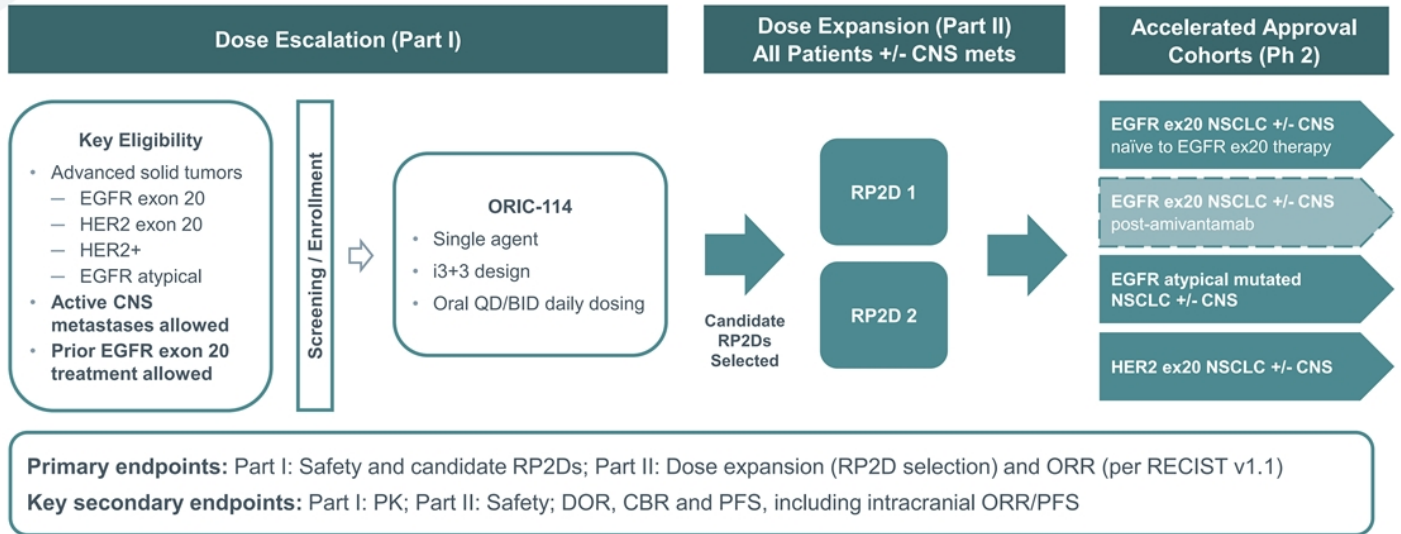 Dose Escalation (Part I)
Dose Expansion (Part II)
All Patients +/- CNS mets
Accelerated Approval
Cohorts (Ph 2)
Key Eligibility
• Advanced solid tumors
— EGFR exon 20
— HER2 exon 20
— HER2+
— EGFR atypical
• Active CNS
metastases allowed
• Prior EGFR exon 20
treatment allowed
Screening / Enrollment
ORIC-114
• Single agent
• i3+3 design
• Oral QD/BID daily dosing
Candidate
RP2Ds
Selected
RP2D 1
RP2D 2
EGFR ex20 NSCLC +/- CNS
naïve to EGFR ex20 therapy
EGFR ex20 NSCLC +/- CNS
post-amivantamab
EGFR atypical mutated
NSCLC +/- CNS
HER2 ex20 NSCLC +/- CNS
Primary endpoints: Part I: Safety and candidate RP2Ds; Part II: Dose expansion (RP2D selection) and ORR (per RECIST v1.1)
Key secondary endpoints: Part I: PK; Part II: Safety; DOR, CBR and PFS, including intracranial ORR/PFS